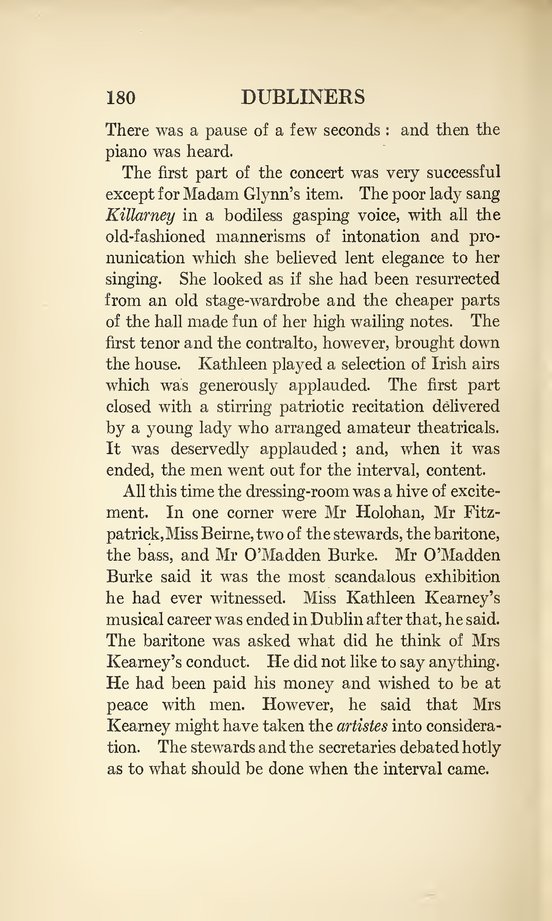 180 DUBLINERS
There was a pause of a few seconds : and then the
piano was heard.
The first part of the concert was very successful
except for Madam Glynn's item. The poor lady sang
Killarney in a bodiless gasping voice, with all the
old-fashioned mannerisms of intonation and pro-
nunciation which she believed lent elegance to her
singing. She looked as if she had been resurrected
from an old stage-wardrobe and the cheaper parts
of the hall made fun of her high wailing notes. The
first tenor and the contralto, however, brought down
the house. Kathleen played a selection of Irish airs
which was generously applauded. The first part
closed with a stirring patriotic recitation delivered
by a young lady who arranged amateur theatricals.
It was deservedly applauded ; and, when it was
ended, the men went out for the interval, content.
All this time the dressing-room was a hive of excite-
ment. In one corner were Mr Holohan, Mr Fitz-
patrick, Miss Beirne, two of the stewards, the baritone,
the bass, and Mr O'Madden Burke. Mr O'Madden
Burke said it was the most scandalous exhibition
he had ever witnessed. Miss Kathleen Kearney's
musical career was ended in Dublin after that, he said.
The baritone was asked what did he think of Mrs
Kearney's conduct. He did not like to say anything.
He had been paid his money and wished to be at
peace with men. However, he said that Mrs
Kearney might have taken the artistes into considera-
tion. The stewards and the secretaries debated hotly
as to what should be done when the interval came.